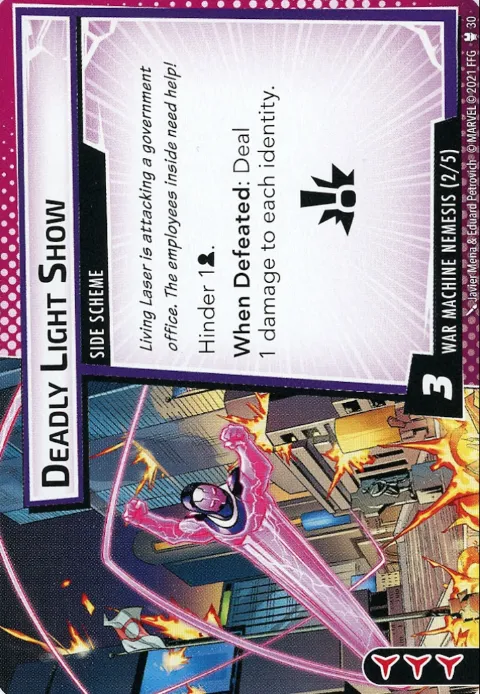 DEADLY LIGHT SHOW
SIDE SCHEME
Living Laser is attacking a government
office. The employees inside need help!
Hinder 1.
When Defeated: Deal
1 damage to each identity.
3
WAR MACHINE NEMESIS (2/5)
Javier Mena & Eduard Petrovich © MARVEL © 2021 FFG 30